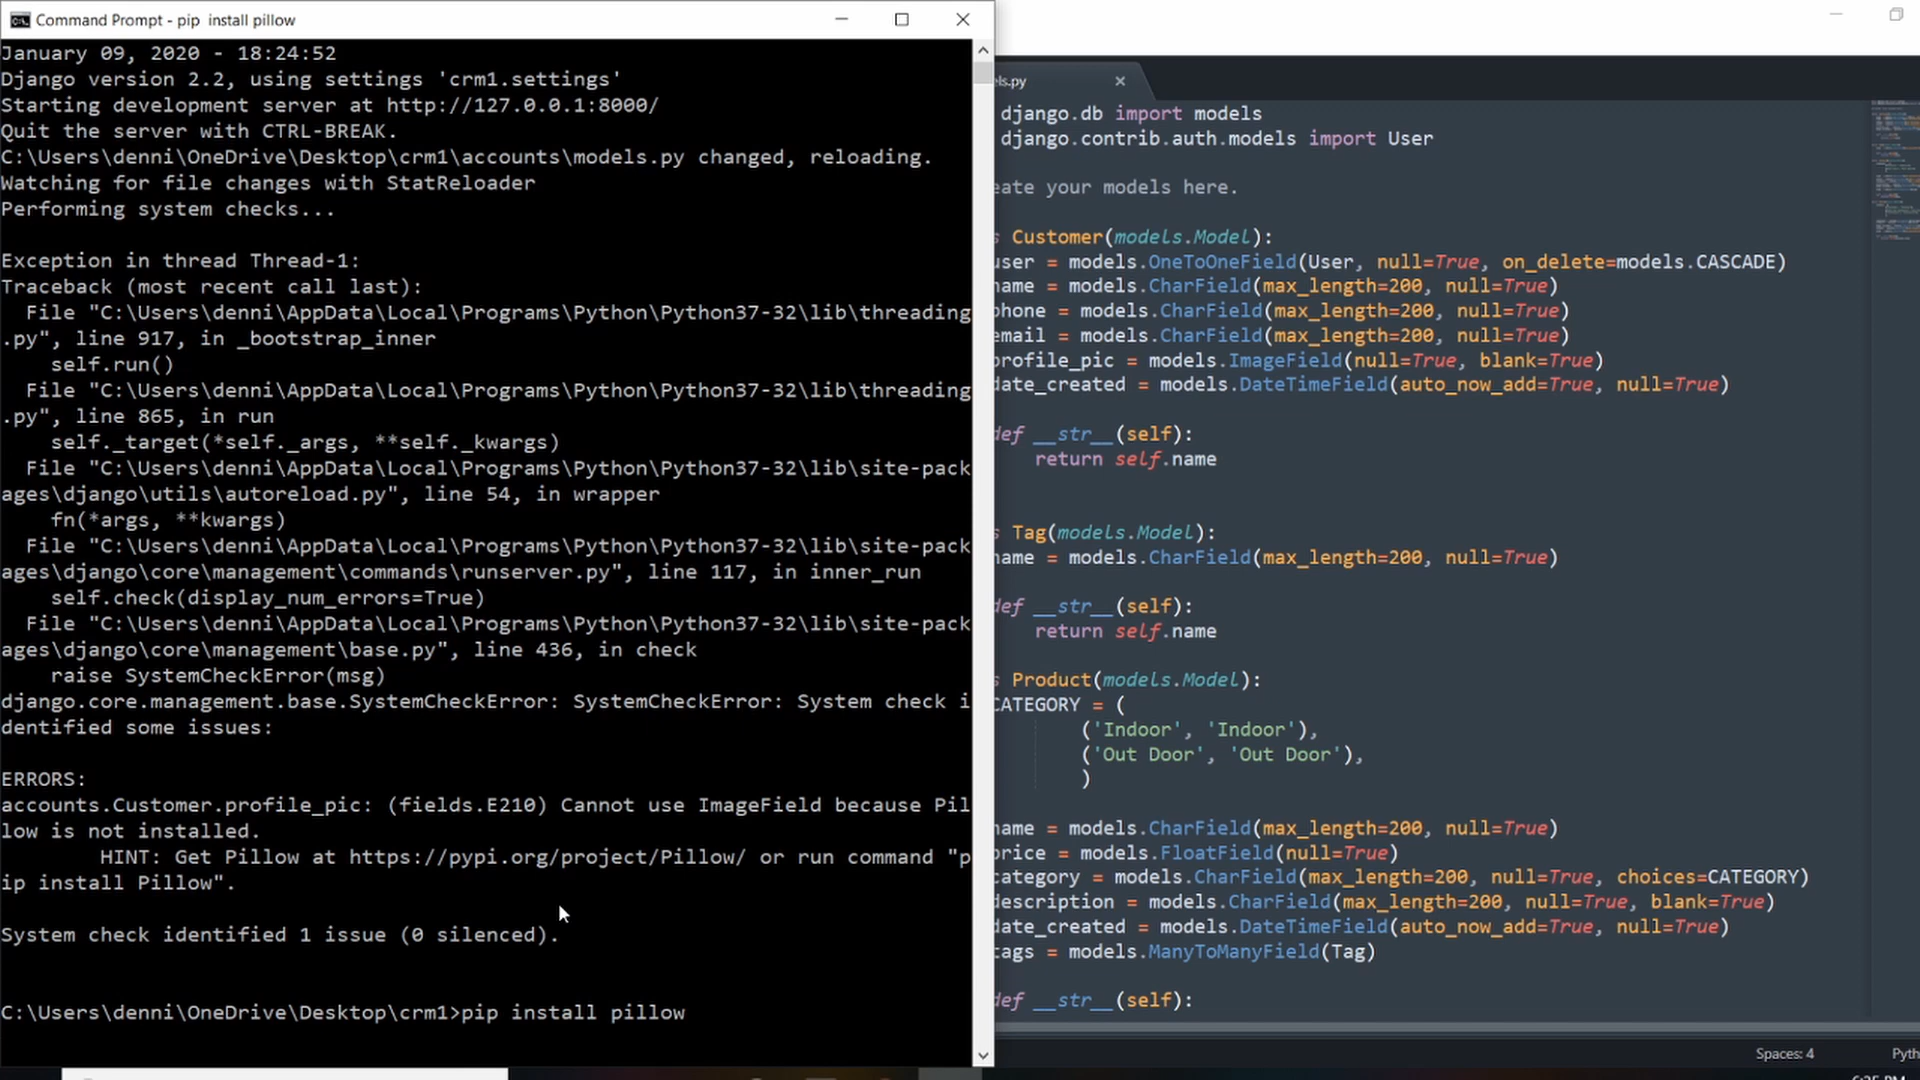 Command Prompt - pip  install pillow
January 09, 2020 - 18:24:52
Django version 2.2, using settings 'crm1.settings'
Starting development server at http://127.0.0.1:8000/
Quit the server with CTRL-BREAK.
C:\Users\denni\OneDrive\Desktop\crm1\accounts\models.py changed, reloading.
Watching for file changes with StatReloader
Performing system checks...
Exception in thread Thread-1:
Traceback (most recent call last):
  File "C:\Users\denni\AppData\Local\Programs\Python\Python37-32\lib\threading
.py", line 917, in _bootstrap_inner
    self.run()
  File "C:\Users\denni\AppData\Local\Programs\Python\Python37-32\lib\threading
.py", line 865, in run
    self._target(*self._args, **self._kwargs)
  File "C:\Users\denni\AppData\Local\Programs\Python\Python37-32\lib\site-pack
ages\django\utils\autoreload.py", line 54, in wrapper
    fn(*args, **kwargs)
  File "C:\Users\denni\AppData\Local\Programs\Python\Python37-32\lib\site-pack
ages\django\core\management\commands\runserver.py", line 117, in inner_run
    self.check(display_num_errors=True)
  File "C:\Users\denni\AppData\Local\Programs\Python\Python37-32\lib\site-pack
ages\django\core\management\base.py", line 436, in check
    raise SystemCheckError(msg)
django.core.management.base.SystemCheckError: SystemCheckError: System check i
dentified some issues:
ERRORS:
accounts.Customer.profile_pic: (fields.E210) Cannot use ImageField because Pil
low is not installed.
        HINT: Get Pillow at https://pypi.org/project/Pillow/ or run command "p
ip install Pillow".
System check identified 1 issue (0 silenced).
C:\Users\denni\OneDrive\Desktop\crm1>pip install pillow
ls.py
django.db import models
django.contrib.auth.models import User
eate your models here.
s Customer(models.Model):
user = models.OneToOneField(User, null=True, on_delete=models.CASCADE)
name = models.CharField(max_length=200, null=True)
phone = models.CharField(max_length=200, null=True)
email = models.CharField(max_length=200, null=True)
profile_pic = models.ImageField(null=True, blank=True)
date_created = models.DateTimeField(auto_now_add=True, null=True)
def __str__(self):
    return self.name
s Tag(models.Model):
name = models.CharField(max_length=200, null=True)
def __str__(self):
    return self.name
s Product(models.Model):
CATEGORY = (
        ('Indoor', 'Indoor'),
        ('Out Door', 'Out Door'),
        )
name = models.CharField(max_length=200, null=True)
price = models.FloatField(null=True)
category = models.CharField(max_length=200, null=True, choices=CATEGORY)
description = models.CharField(max_length=200, null=True, blank=True)
date_created = models.DateTimeField(auto_now_add=True, null=True)
tags = models.ManyToManyField(Tag)
def __str__(self):
Spaces: 4
Pyth